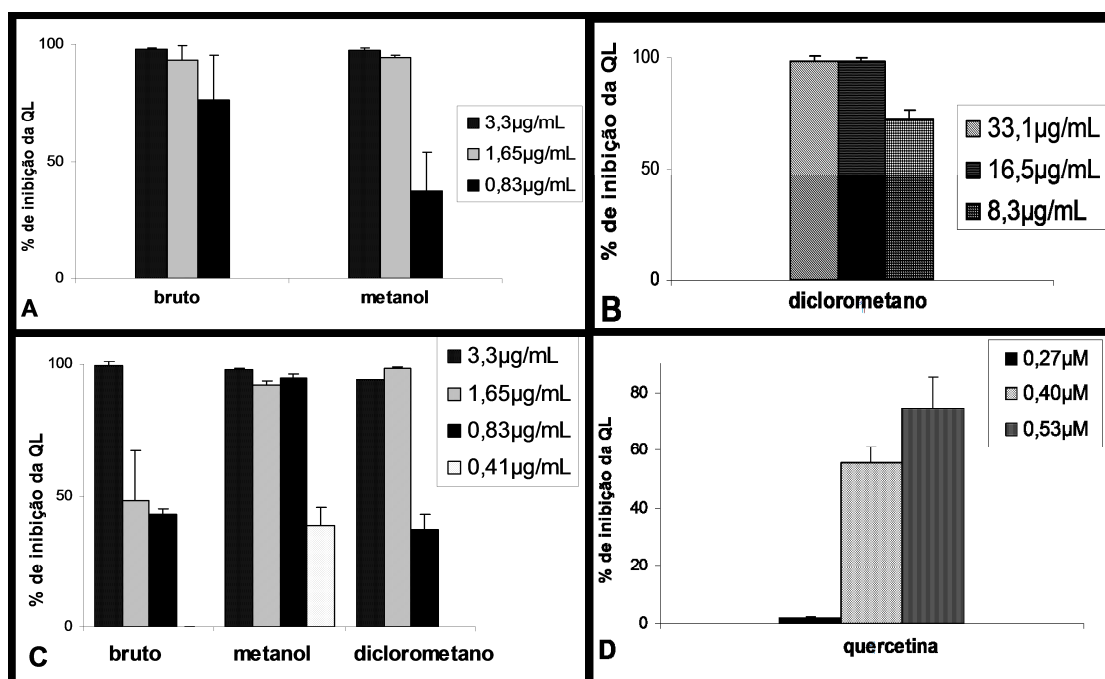 % de inibição da QL
100
50
0
bruto
metanol
3,3µg/mL
1,65µg/mL
0,83µg/mL
A
% de inibição da QL
100
50
0
diclorometano
33,1µg/mL
16,5µg/mL
8,3µg/mL
B
% de inibição da QL
100
50
0
bruto
metanol
diclorometano
3,3µg/mL
1,65µg/mL
0,83µg/mL
0,41µg/mL
C
% de inibição da QL
80
60
40
20
0
quercetina
0,27µM
0,40µM
0,53µM
D